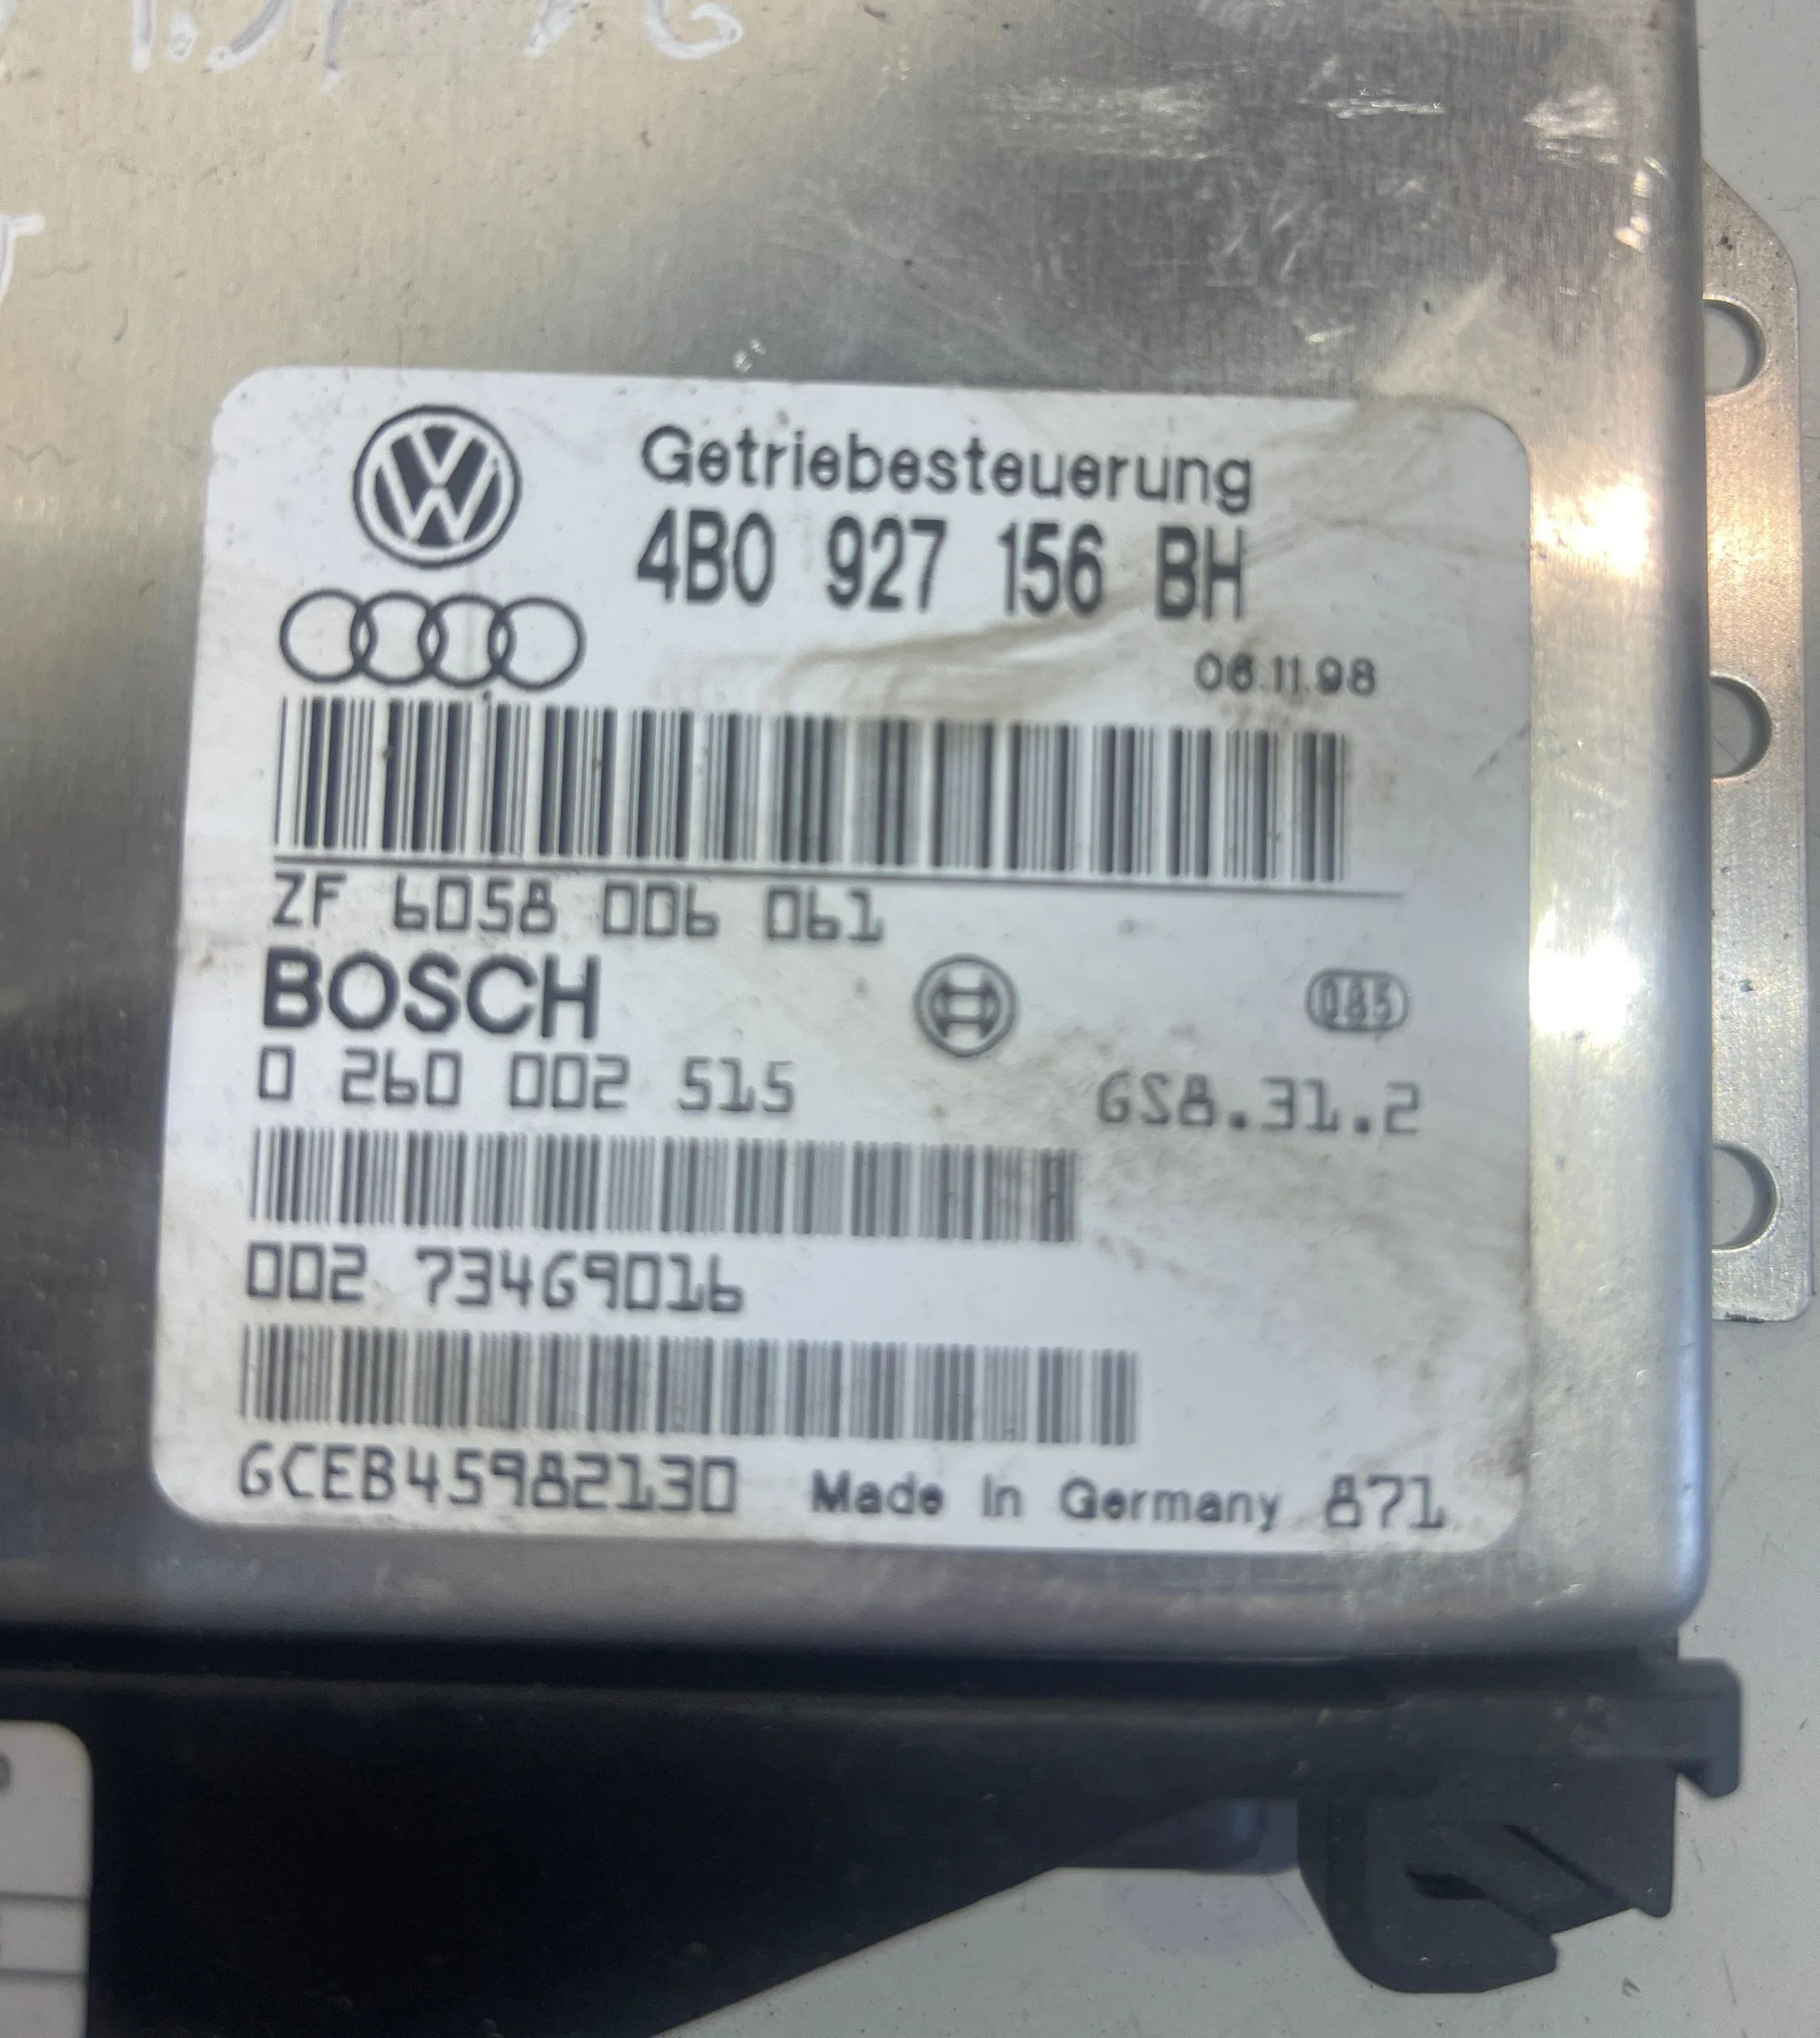 Getriebesteuerung
4B0 927 156 BH
06.11.98
ZF 6058 006 061
BOSCH
085
0 260 002 515 GS8.31.2
002 73469016
GCEB45982130 Made in Germany 871